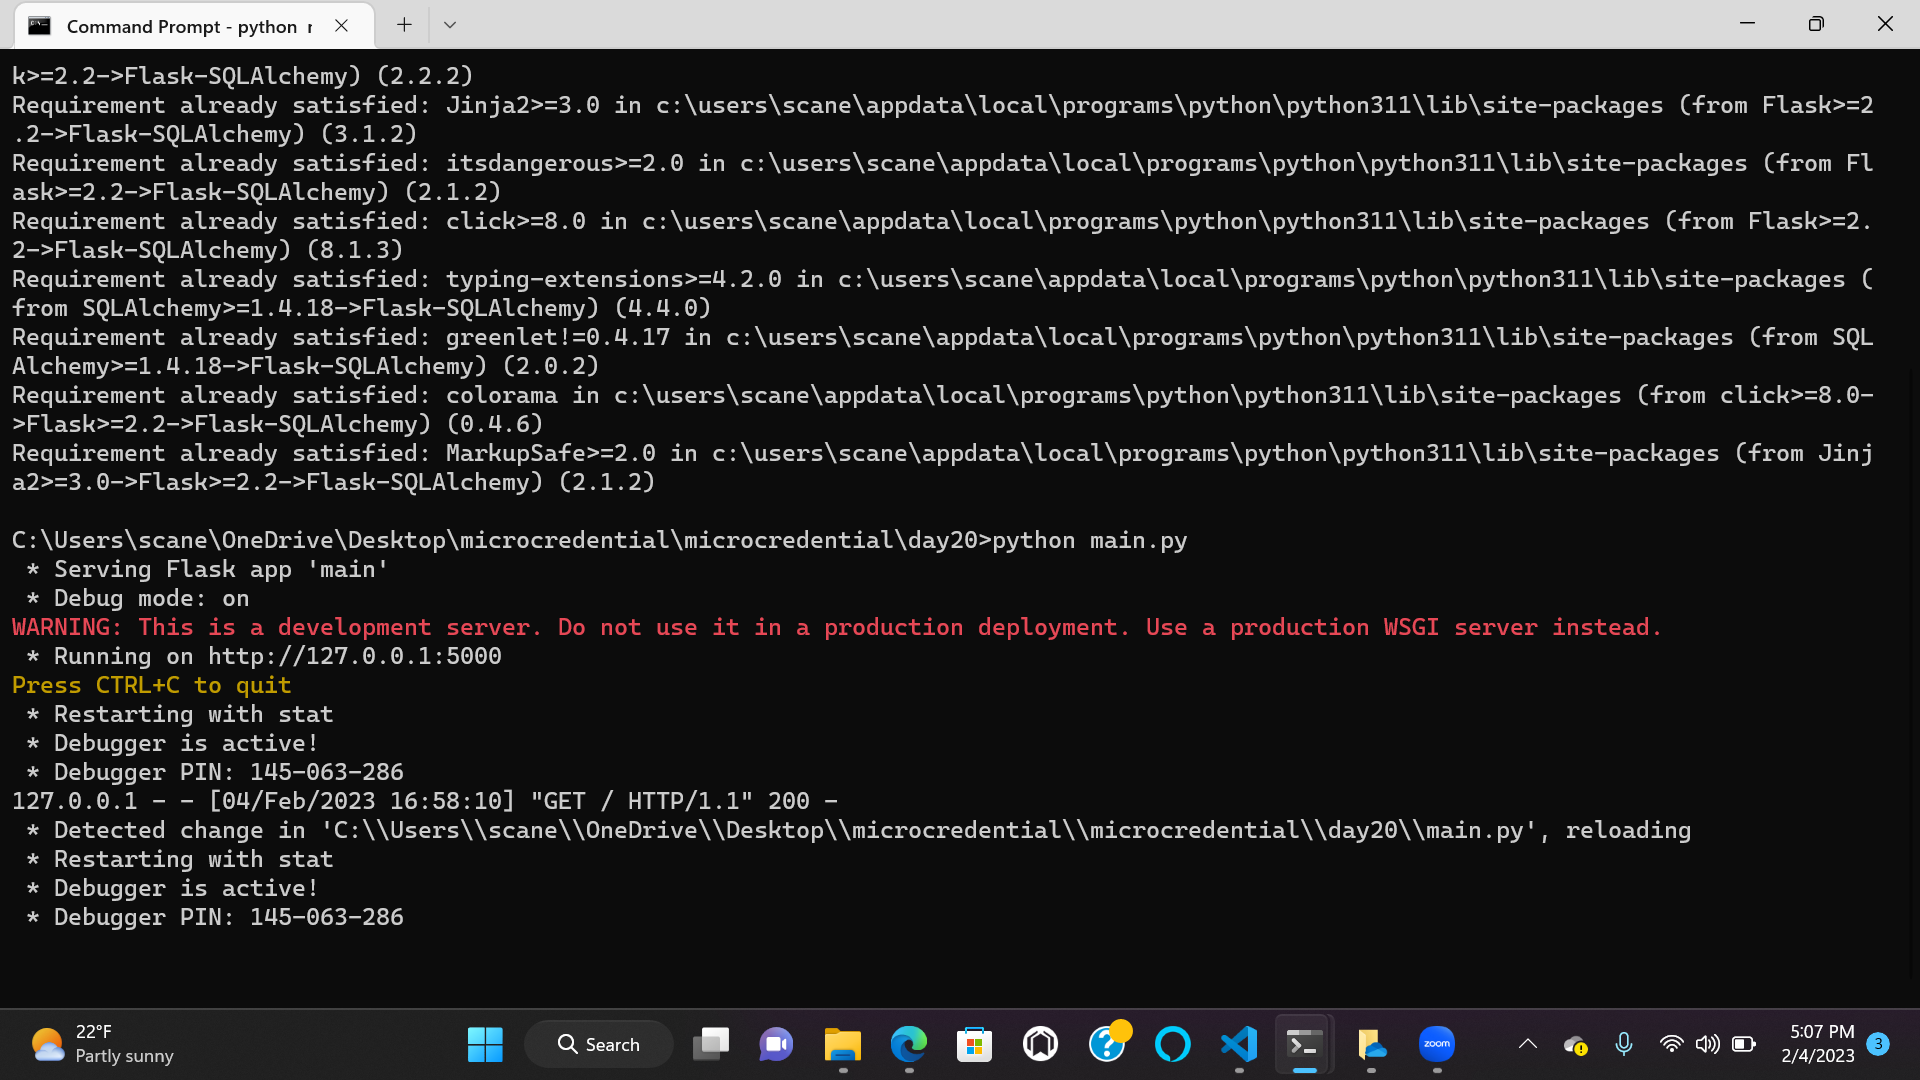 Command Prompt - python
k>=2.2->Flask-SQLAlchemy) (2.2.2)
Requirement already satisfied: Jinja2>=3.0 in c:\users\scane\appdata\local\programs\python\python311\lib\site-packages (from Flask>=2
.2->Flask-SQLAlchemy) (3.1.2)
Requirement already satisfied: itsdangerous>=2.0 in c:\users\scane\appdata\local\programs\python\python311\lib\site-packages (from Fl
ask>=2.2->Flask-SQLAlchemy) (2.1.2)
Requirement already satisfied: click>=8.0 in c:\users\scane\appdata\local\programs\python\python311\lib\site-packages (from Flask>=2.
2->Flask-SQLAlchemy) (8.1.3)
Requirement already satisfied: typing-extensions>=4.2.0 in c:\users\scane\appdata\local\programs\python\python311\lib\site-packages (
from SQLAlchemy>=1.4.18->Flask-SQLAlchemy) (4.4.0)
Requirement already satisfied: greenlet!=0.4.17 in c:\users\scane\appdata\local\programs\python\python311\lib\site-packages (from SQL
Alchemy>=1.4.18->Flask-SQLAlchemy) (2.0.2)
Requirement already satisfied: colorama in c:\users\scane\appdata\local\programs\python\python311\lib\site-packages (from click>=8.0-
>Flask>=2.2->Flask-SQLAlchemy) (0.4.6)
Requirement already satisfied: MarkupSafe>=2.0 in c:\users\scane\appdata\local\programs\python\python311\lib\site-packages (from Jinj
a2>=3.0->Flask>=2.2->Flask-SQLAlchemy) (2.1.2)
C:\Users\scane\OneDrive\Desktop\microcredential\microcredential\day20>python main.py
 * Serving Flask app 'main'
 * Debug mode: on
WARNING: This is a development server. Do not use it in a production deployment. Use a production WSGI server instead.
 * Running on http://127.0.0.1:5000
Press CTRL+C to quit
 * Restarting with stat
 * Debugger is active!
 * Debugger PIN: 145-063-286
127.0.0.1 - - [04/Feb/2023 16:58:10] "GET / HTTP/1.1" 200 -
 * Detected change in 'C:\\Users\\scane\\OneDrive\\Desktop\\microcredential\\microcredential\\day20\\main.py', reloading
 * Restarting with stat
 * Debugger is active!
 * Debugger PIN: 145-063-286
22°F
Partly sunny
Search
zoom
5:07 PM
2/4/2023
3